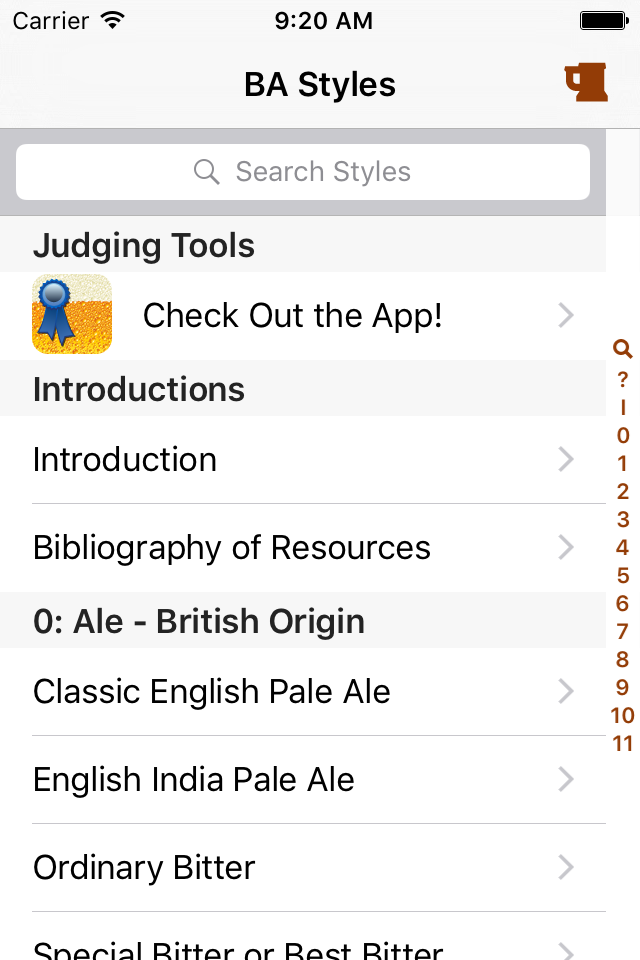 Carrier 9:20 AM
BA Styles
Search Styles
Judging Tools
Check Out the App!
Introductions
Introduction
Bibliography of Resources
0: Ale - British Origin
Classic English Pale Ale
English India Pale Ale
Ordinary Bitter
Special Bitter or Best Bitter
?
I
0
1
2
3
4
5
6
7
8
9
10
11